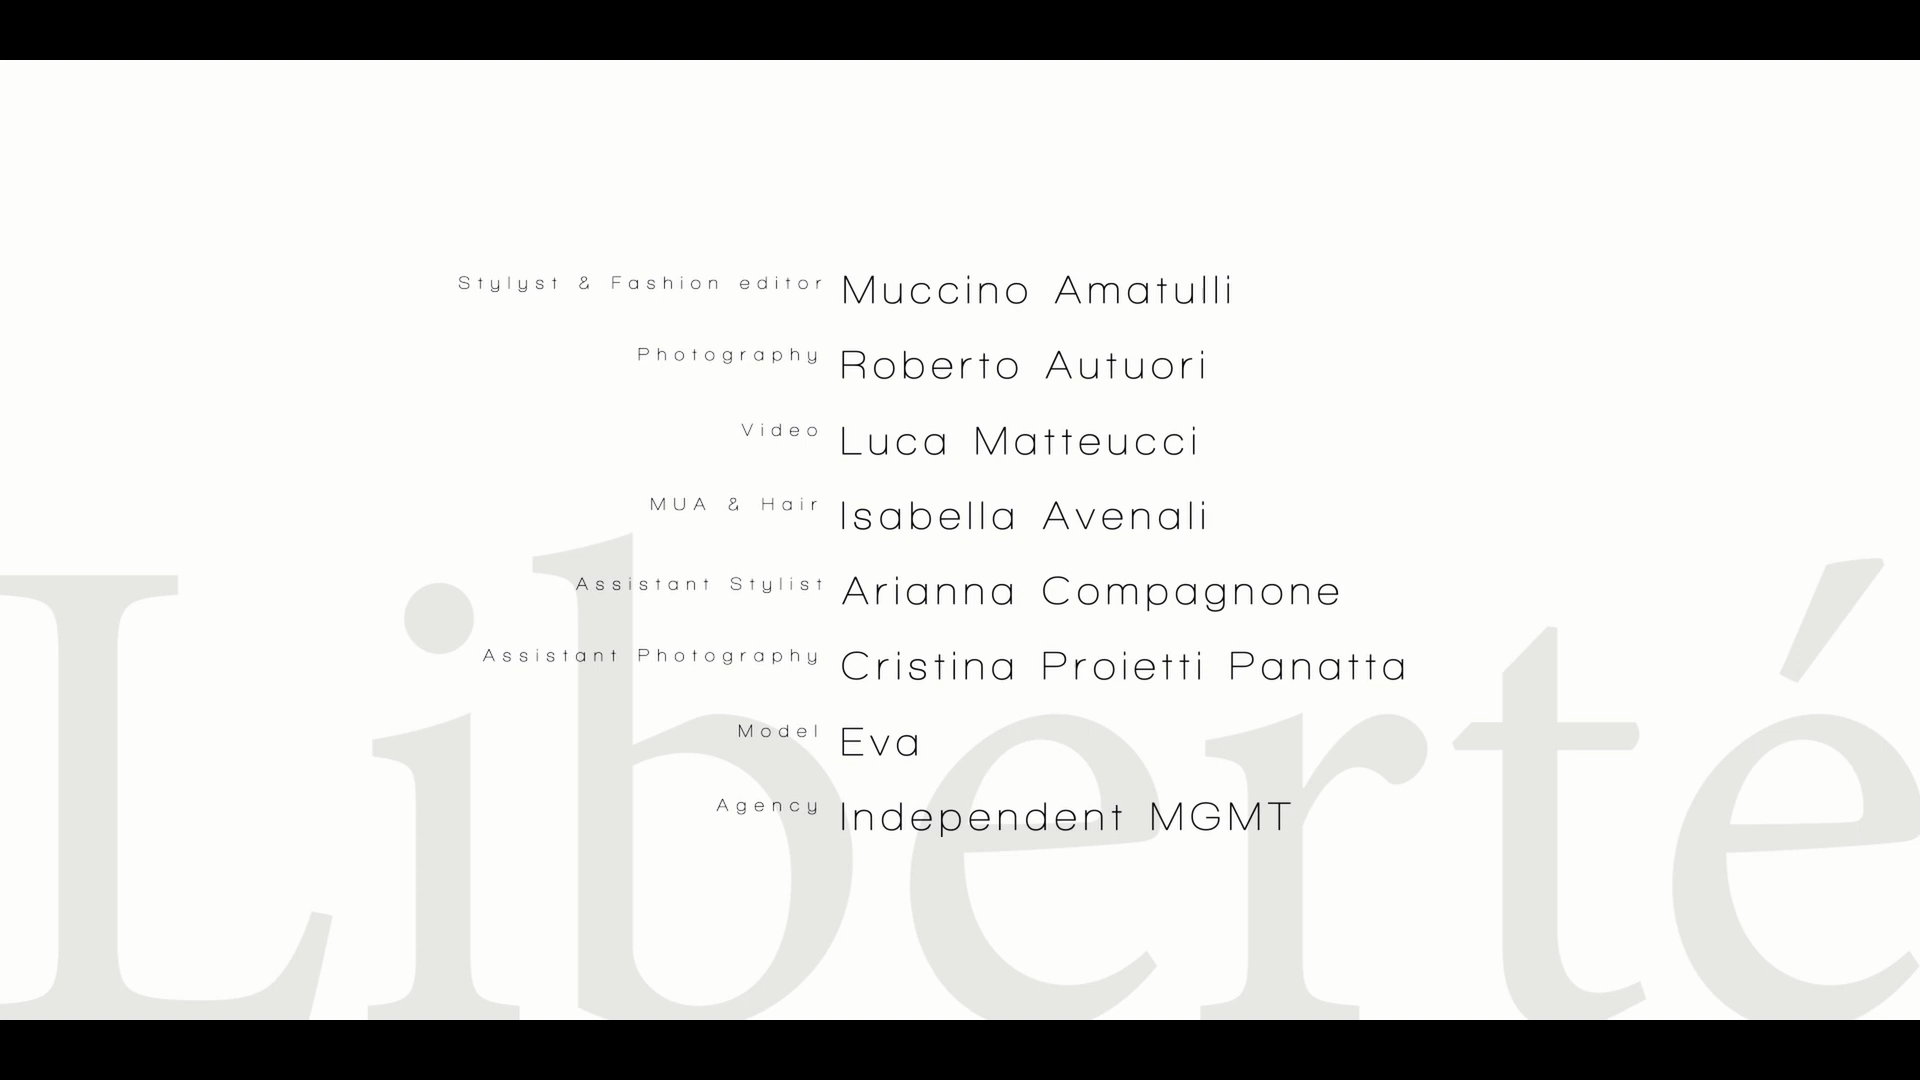 Stylyst & Fashion editor Muccino Amatulli
Photography Roberto Autuori
Video Luca Matteucci
MUA & Hair Isabella Avenali
Assistant Stylist Arianna Compagnone
Assistant Photography Cristina Proietti Panatta
Model Eva
Agency Independent MGMT
Liberté